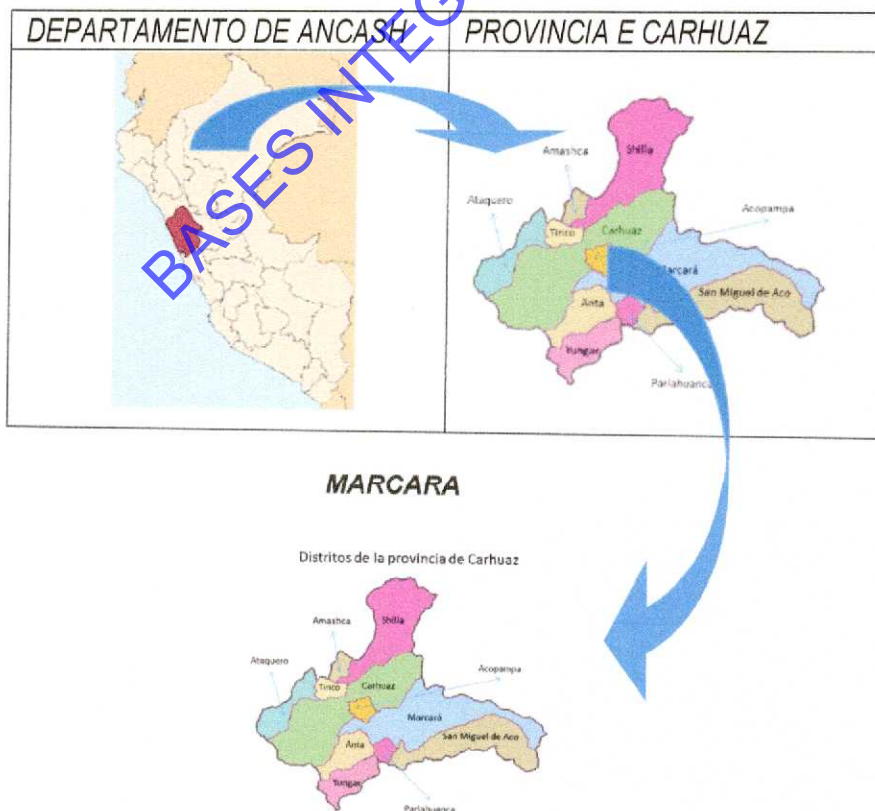 DEPARTAMENTO DE ANCASH
PROVINCIA E CARHUAZ
BASES INTEG
Shilla
Amashca
Ataquero
Acopampa
Tinco
Carhuaz
Marcará
San Miguel de Aco
Anta
Yungar
Pariahuanca
MARCARA
Distritos de la provincia de Carhuaz
Shilla
Amashca
Ataquero
Acopampa
Tinco
Carhuaz
Marcará
San Miguel de Aco
Anta
Yungar
Pariahuanca